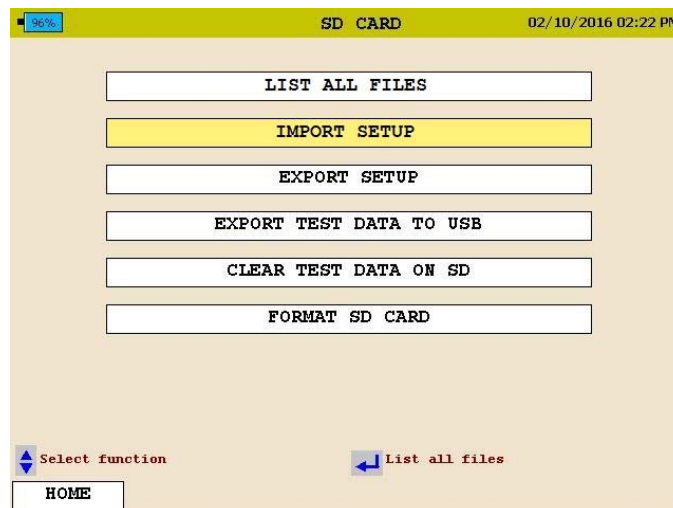 96%
SD CARD
02/10/2016 02:22 PM
LIST ALL FILES
IMPORT SETUP
EXPORT SETUP
EXPORT TEST DATA TO USB
CLEAR TEST DATA ON SD
FORMAT SD CARD
Select function
List all files
HOME